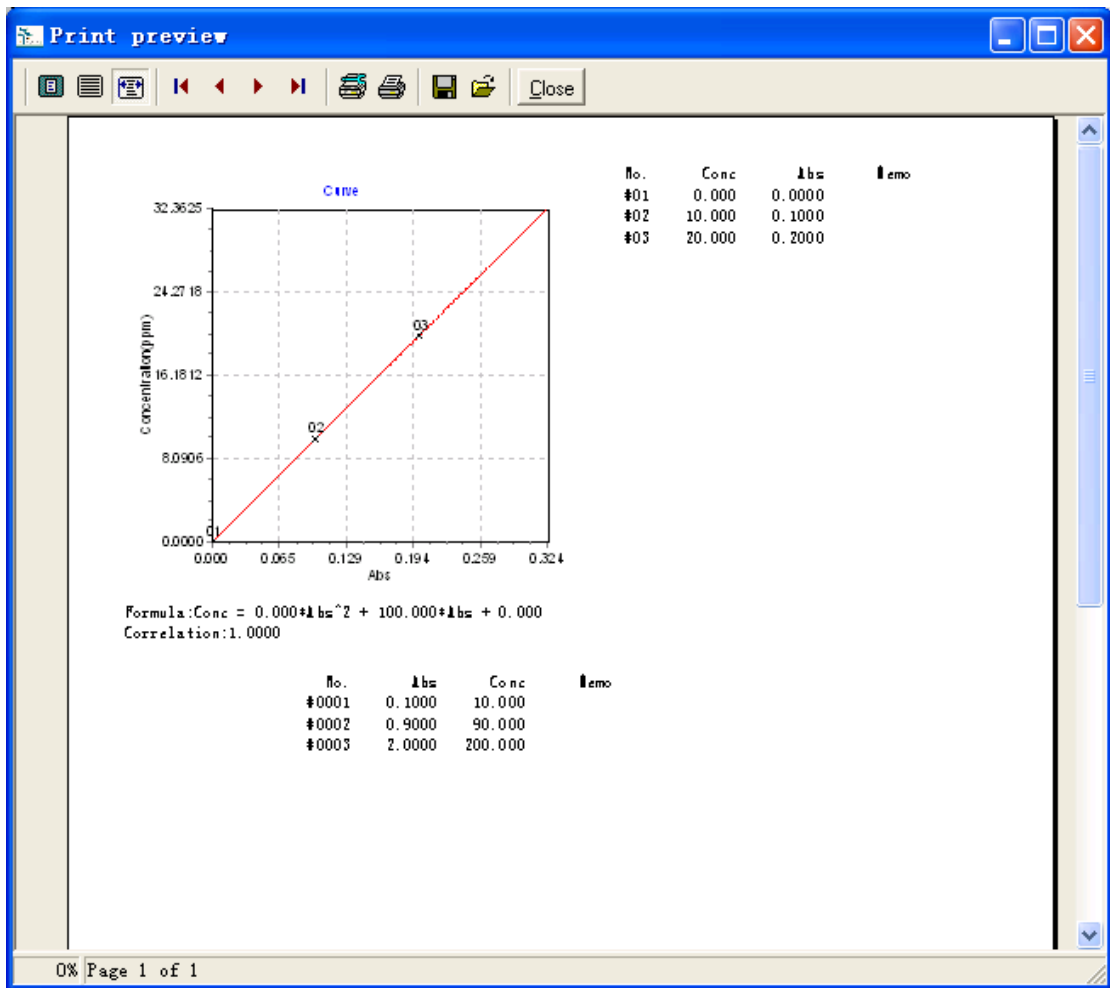 Print preview
Close
No. Conc Abs Memo
#01 0.000 0.0000
#02 10.000 0.1000
#03 20.000 0.2000
Curve
32.3625
24.2718
16.1812
8.0906
0.0000
Concentration(ppm)
03
02
01
0.000 0.065 0.129 0.194 0.259 0.324
Abs
Formula:Conc = 0.000*Abs^2 + 100.000*Abs + 0.000
Correlation:1.0000
No. Abs Conc Memo
#0001 0.1000 10.000
#0002 0.9000 90.000
#0003 2.0000 200.000
0% Page 1 of 1